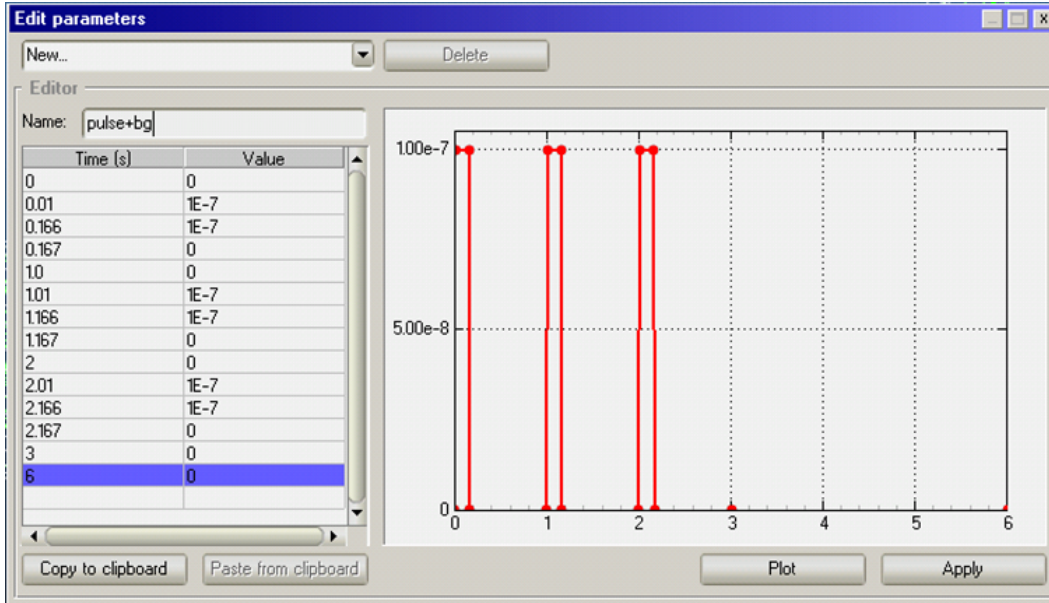 Edit parameters
New...
Delete
Editor
Name: pulse+bg
Time (s) Value
0 0
0.01 1E-7
0.166 1E-7
0.167 0
1.0 0
1.01 1E-7
1.166 1E-7
1.167 0
2 0
2.01 1E-7
2.166 1E-7
2.167 0
3 0
6 0
1.00e-7
5.00e-8
0
0 1 2 3 4 5 6
Copy to clipboard
Paste from clipboard
Plot
Apply